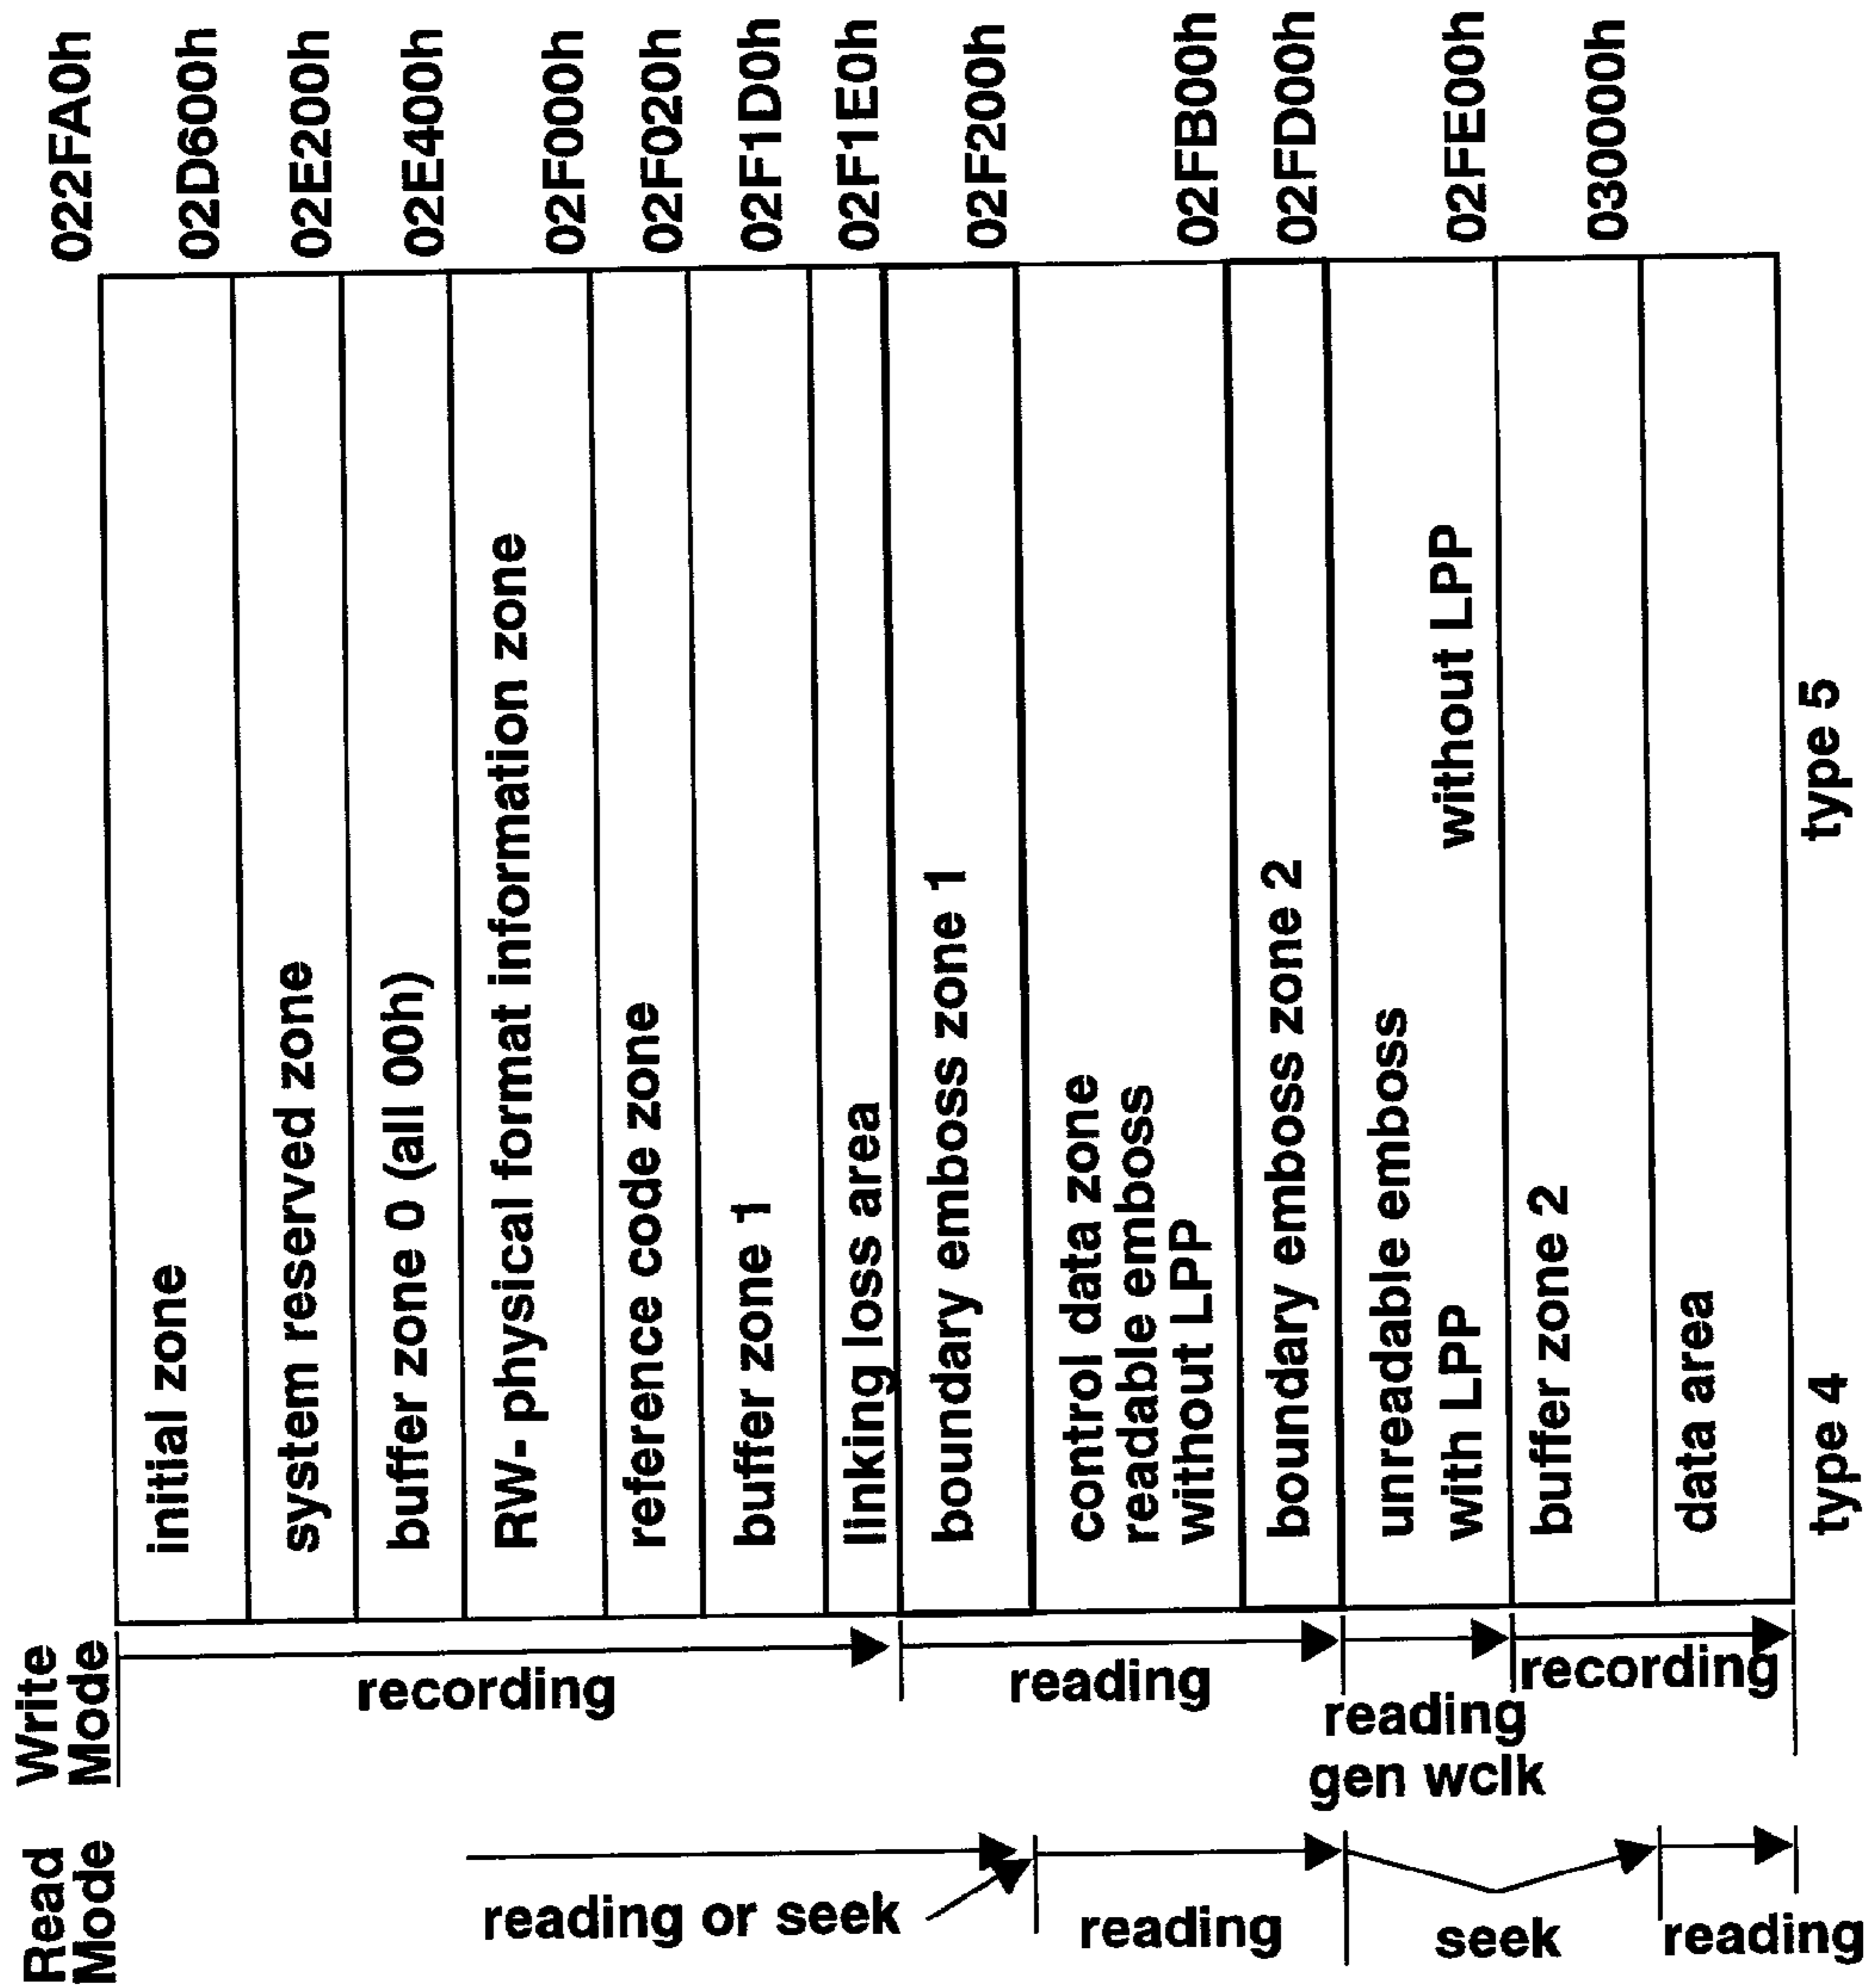 022FA0h
02D600h
02E200h
02E400h
02F000h
02F020h
02F1D0h
02F1E0h
02F200h
02FB00h
02FD00h
02FE00h
030000h
initial zone
system reserved zone
buffer zone 0 (all 00h)
RW- physical format information zone
reference code zone
buffer zone 1
linking loss area
boundary emboss zone 1
control data zone
readable emboss
without LPP
boundary emboss zone 2
unreadable emboss
with LPP
without LPP
buffer zone 2
data area
type 4
type 5
Write
Mode
recording
reading
reading
gen wclk
recording
Read
Mode
reading or seek
reading
seek
reading